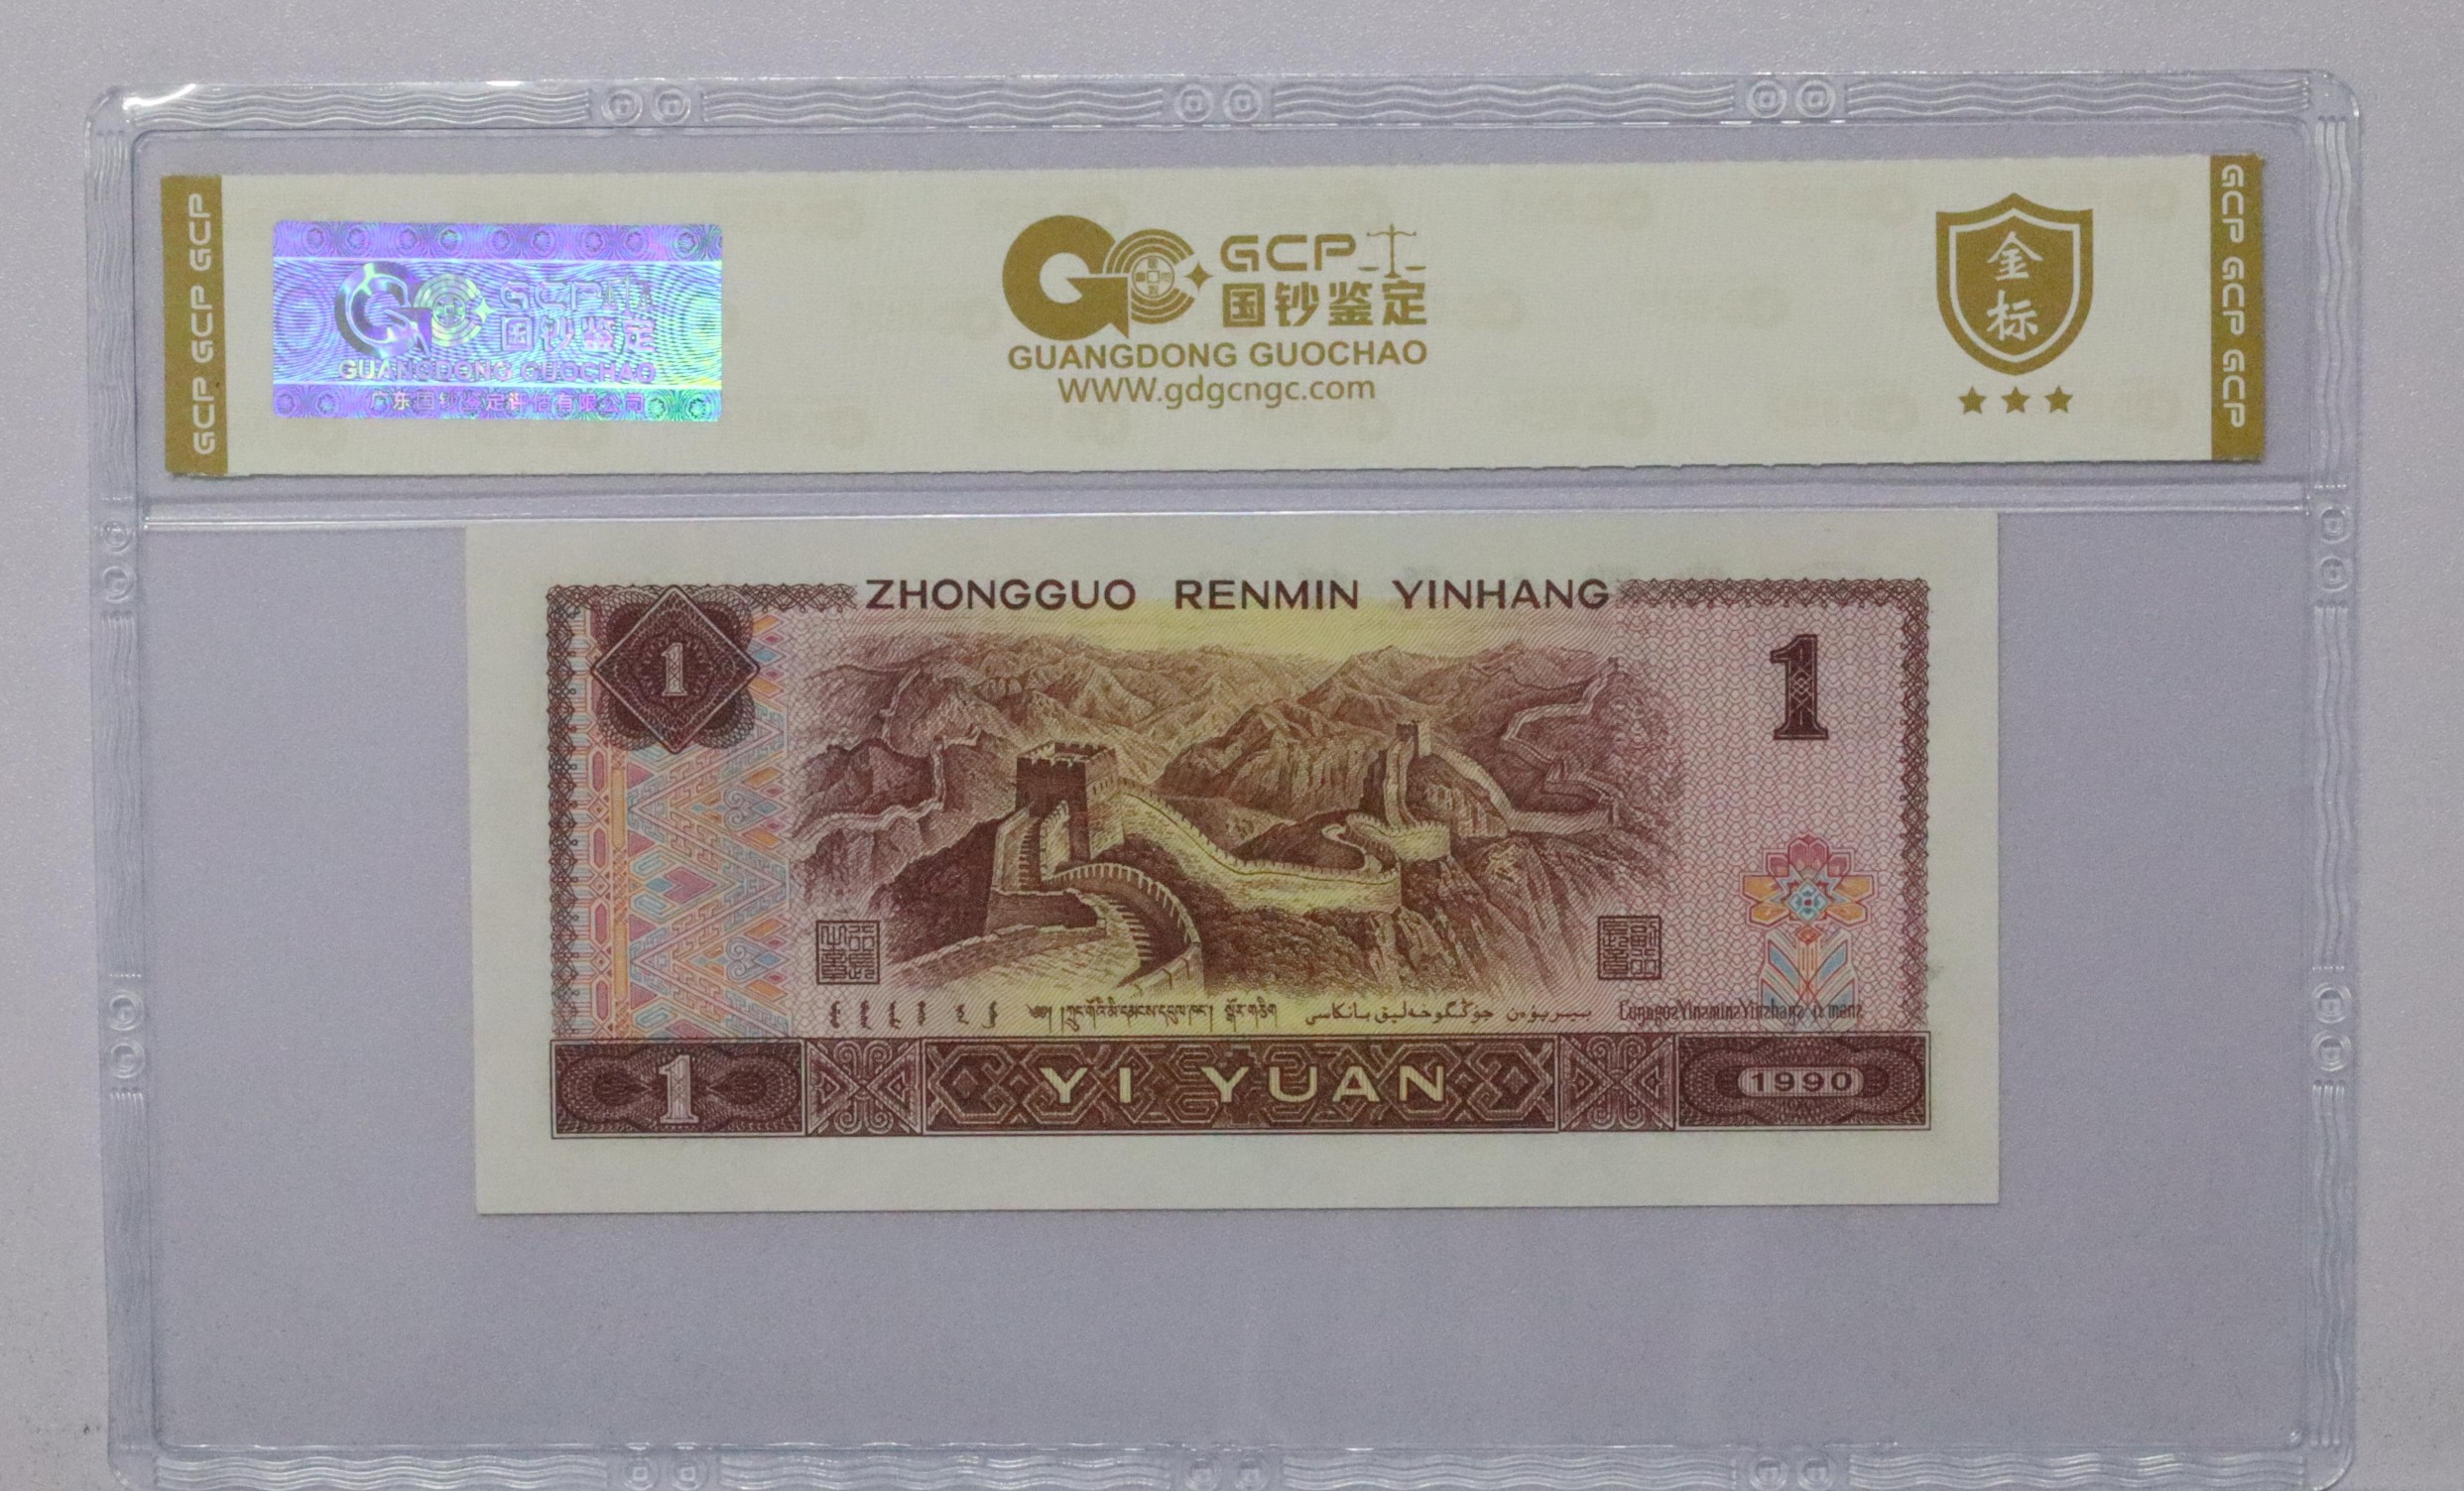 GCP GCP GCP
GCP
国钞鉴定
GUANGDONG GUOCHAO
广东国钞鉴定评估有限公司
GCP
国钞鉴定
GUANGDONG GUOCHAO
WWW.gdgcngc.com
金
标
GCP GCP GCP
ZHONGGUO RENMIN YINHANG
1
1
1
YI YUAN
1990